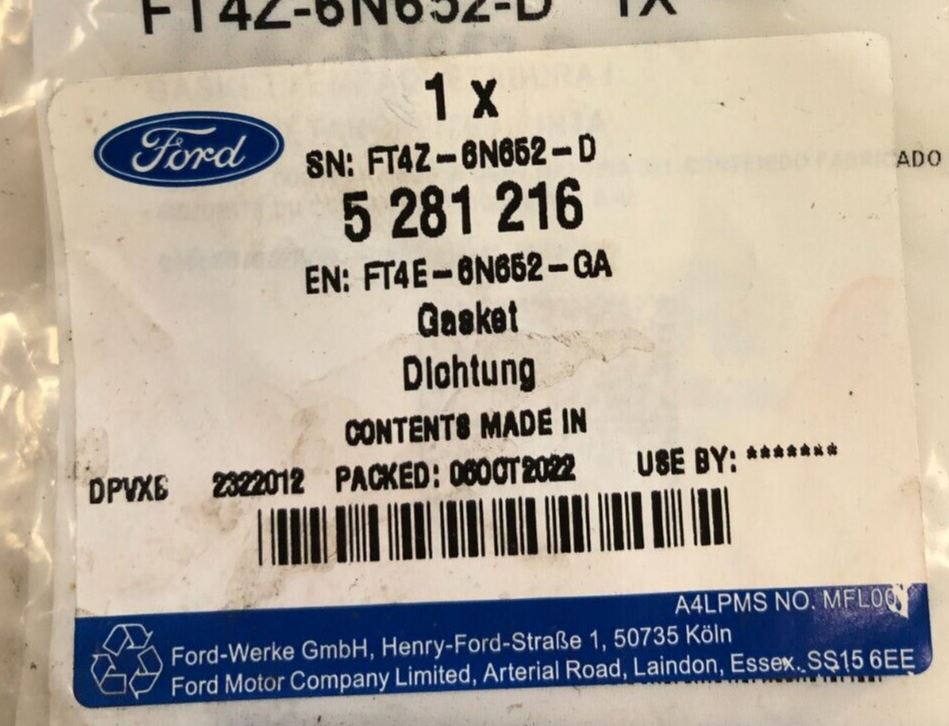 FT4Z-6N652-D 1X
1 x
Ford
SN: FT4Z-6N652-D
ADO
5 281 216
EN: FT4E-6N652-GA
Gasket
Dichtung
CONTENTS MADE IN
2322012 PACKED: 06OCT2022 USE BY: *******
A4LPMS NO.
Ford-Werke GmbH, Henry-Ford-Straße 1, 50735 Köln
Ford Motor Company Limited, Arterial Road, Laindon, Essex. SS15 6EE